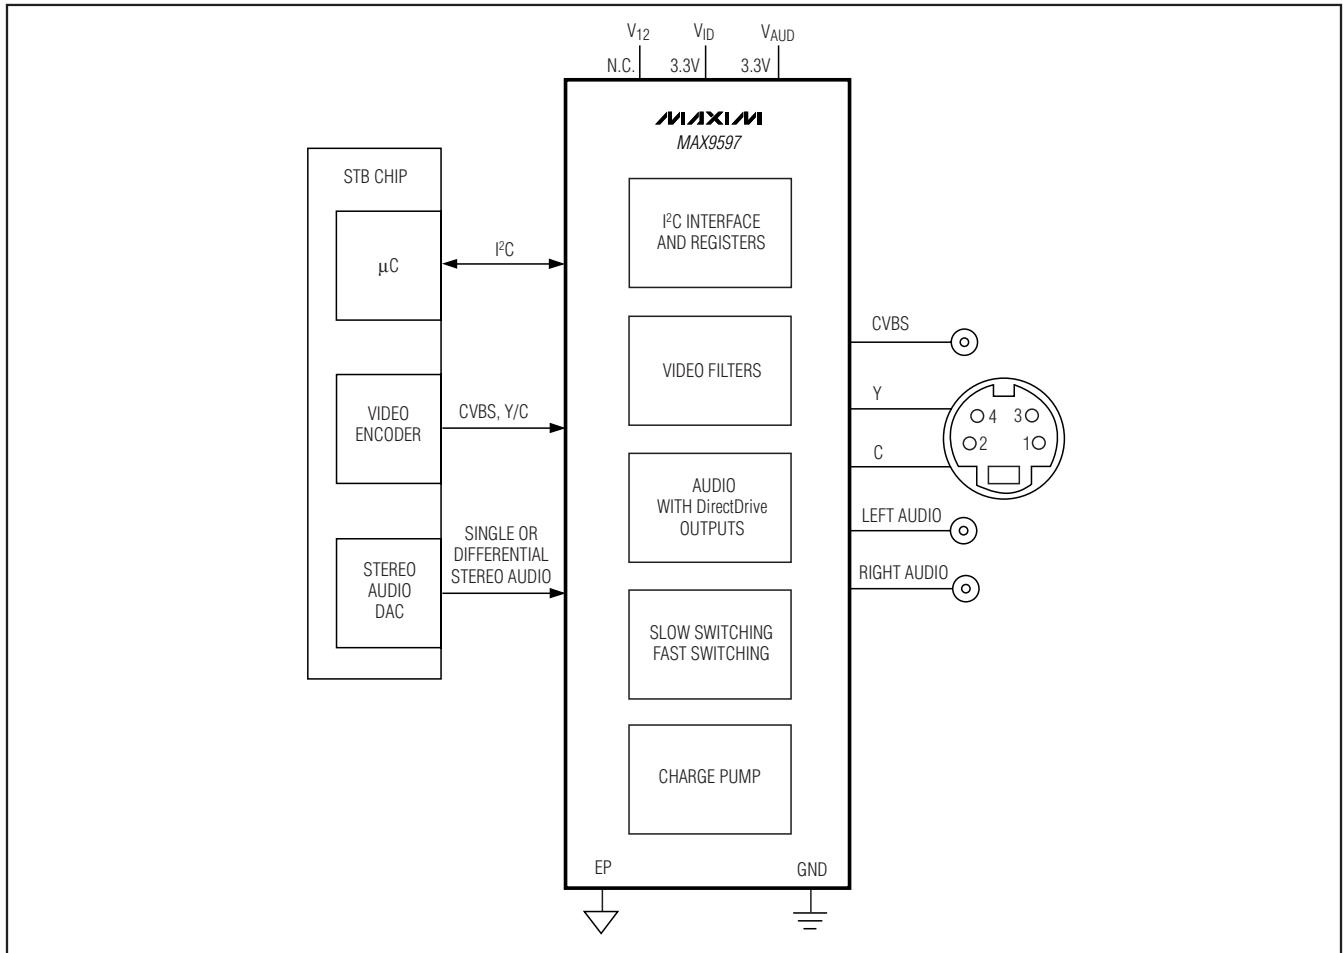 V12 VID VAUD
N.C. 3.3V 3.3V
MAXIM
MAX9597
STB CHIP
µC
I²C
I²C INTERFACE
AND REGISTERS
VIDEO
ENCODER
CVBS, Y/C
VIDEO FILTERS
STEREO
AUDIO
DAC
SINGLE OR
DIFFERENTIAL
STEREO AUDIO
AUDIO
WITH DirectDrive
OUTPUTS
SLOW SWITCHING
FAST SWITCHING
CHARGE PUMP
EP
GND
CVBS
Y
C
4 3
2 1
LEFT AUDIO
RIGHT AUDIO